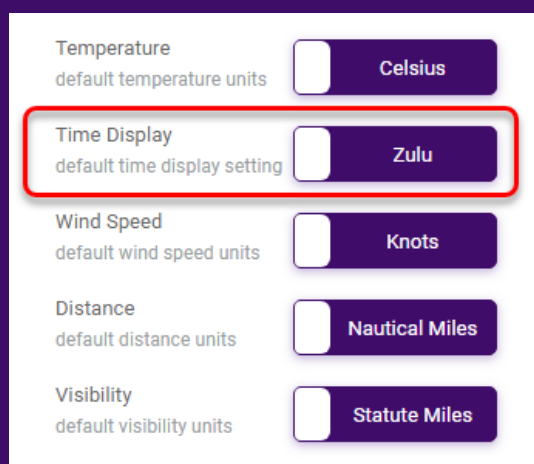 Temperature
default temperature units
Celsius
Time Display
default time display setting
Zulu
Wind Speed
default wind speed units
Knots
Distance
default distance units
Nautical Miles
Visibility
default visibility units
Statute Miles